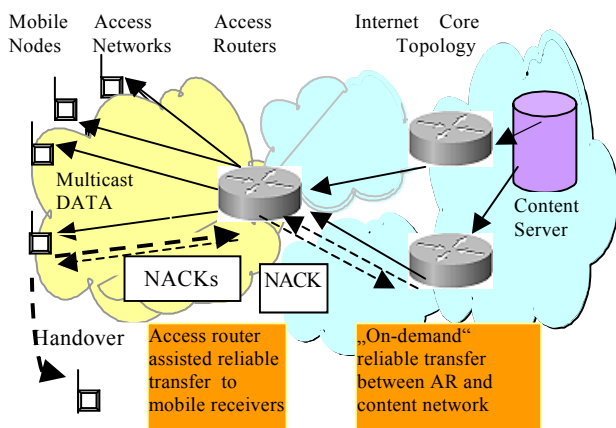 Mobile
Nodes
Access
Networks
Access
Routers
Internet Core
Topology
Multicast
DATA
Content
Server
NACKs
NACK
Handover
Access router
assisted reliable
transfer to
mobile receivers
„On-demand“
reliable transfer
between AR and
content network